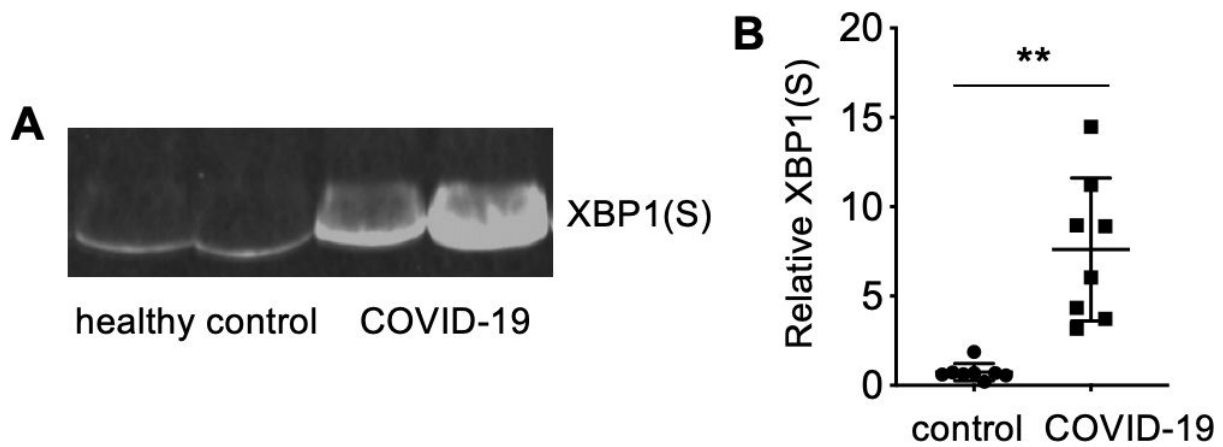 A
XBP1(S)
healthy control
COVID-19
B
Relative XBP1(S)
20
15
10
5
0
**
control
COVID-19